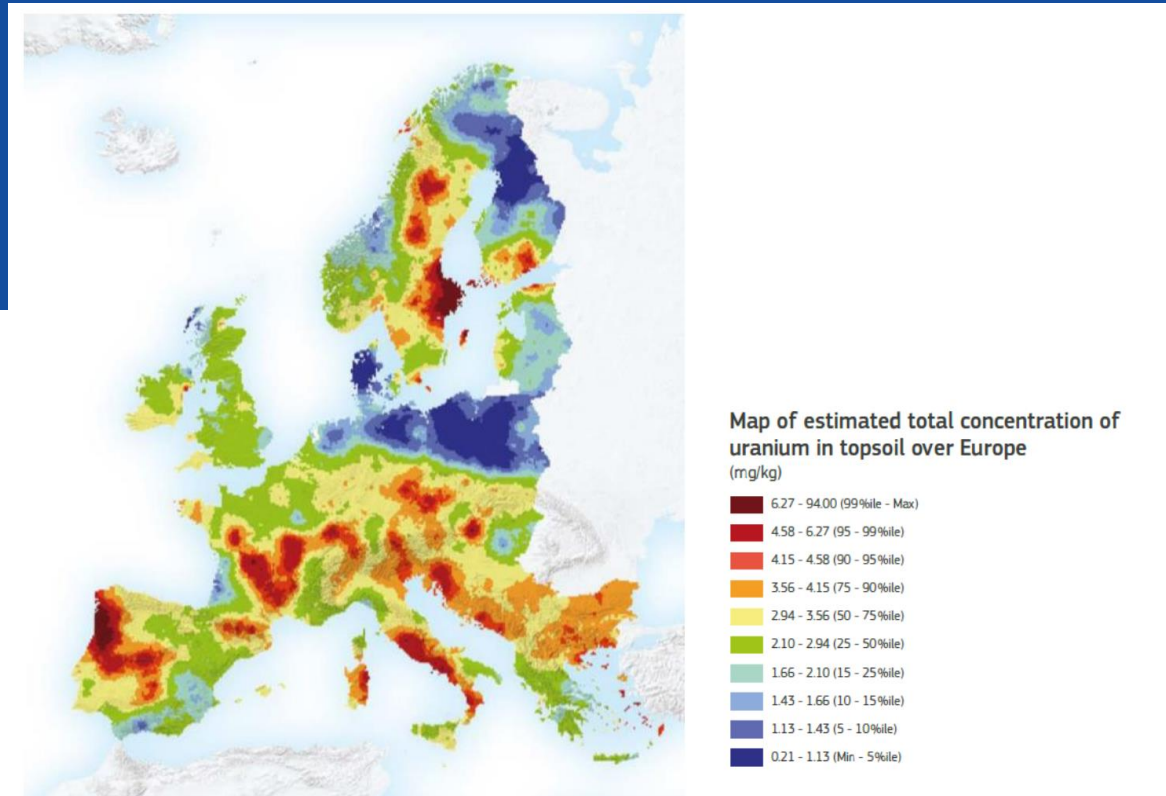 Map of estimated total concentration of
uranium in topsoil over Europe
(mg/kg)
6.27 - 94.00 (99%ile - Max)
4.58 - 6.27 (95 - 99%ile)
4.15 - 4.58 (90 - 95%ile)
3.56 - 4.15 (75 - 90%ile)
2.94 - 3.56 (50 - 75%ile)
2.10 - 2.94 (25 - 50%ile)
1.66 - 2.10 (15 - 25%ile)
1.43 - 1.66 (10 - 15%ile)
1.13 - 1.43 (5 - 10%ile)
0.21 - 1.13 (Min - 5%ile)